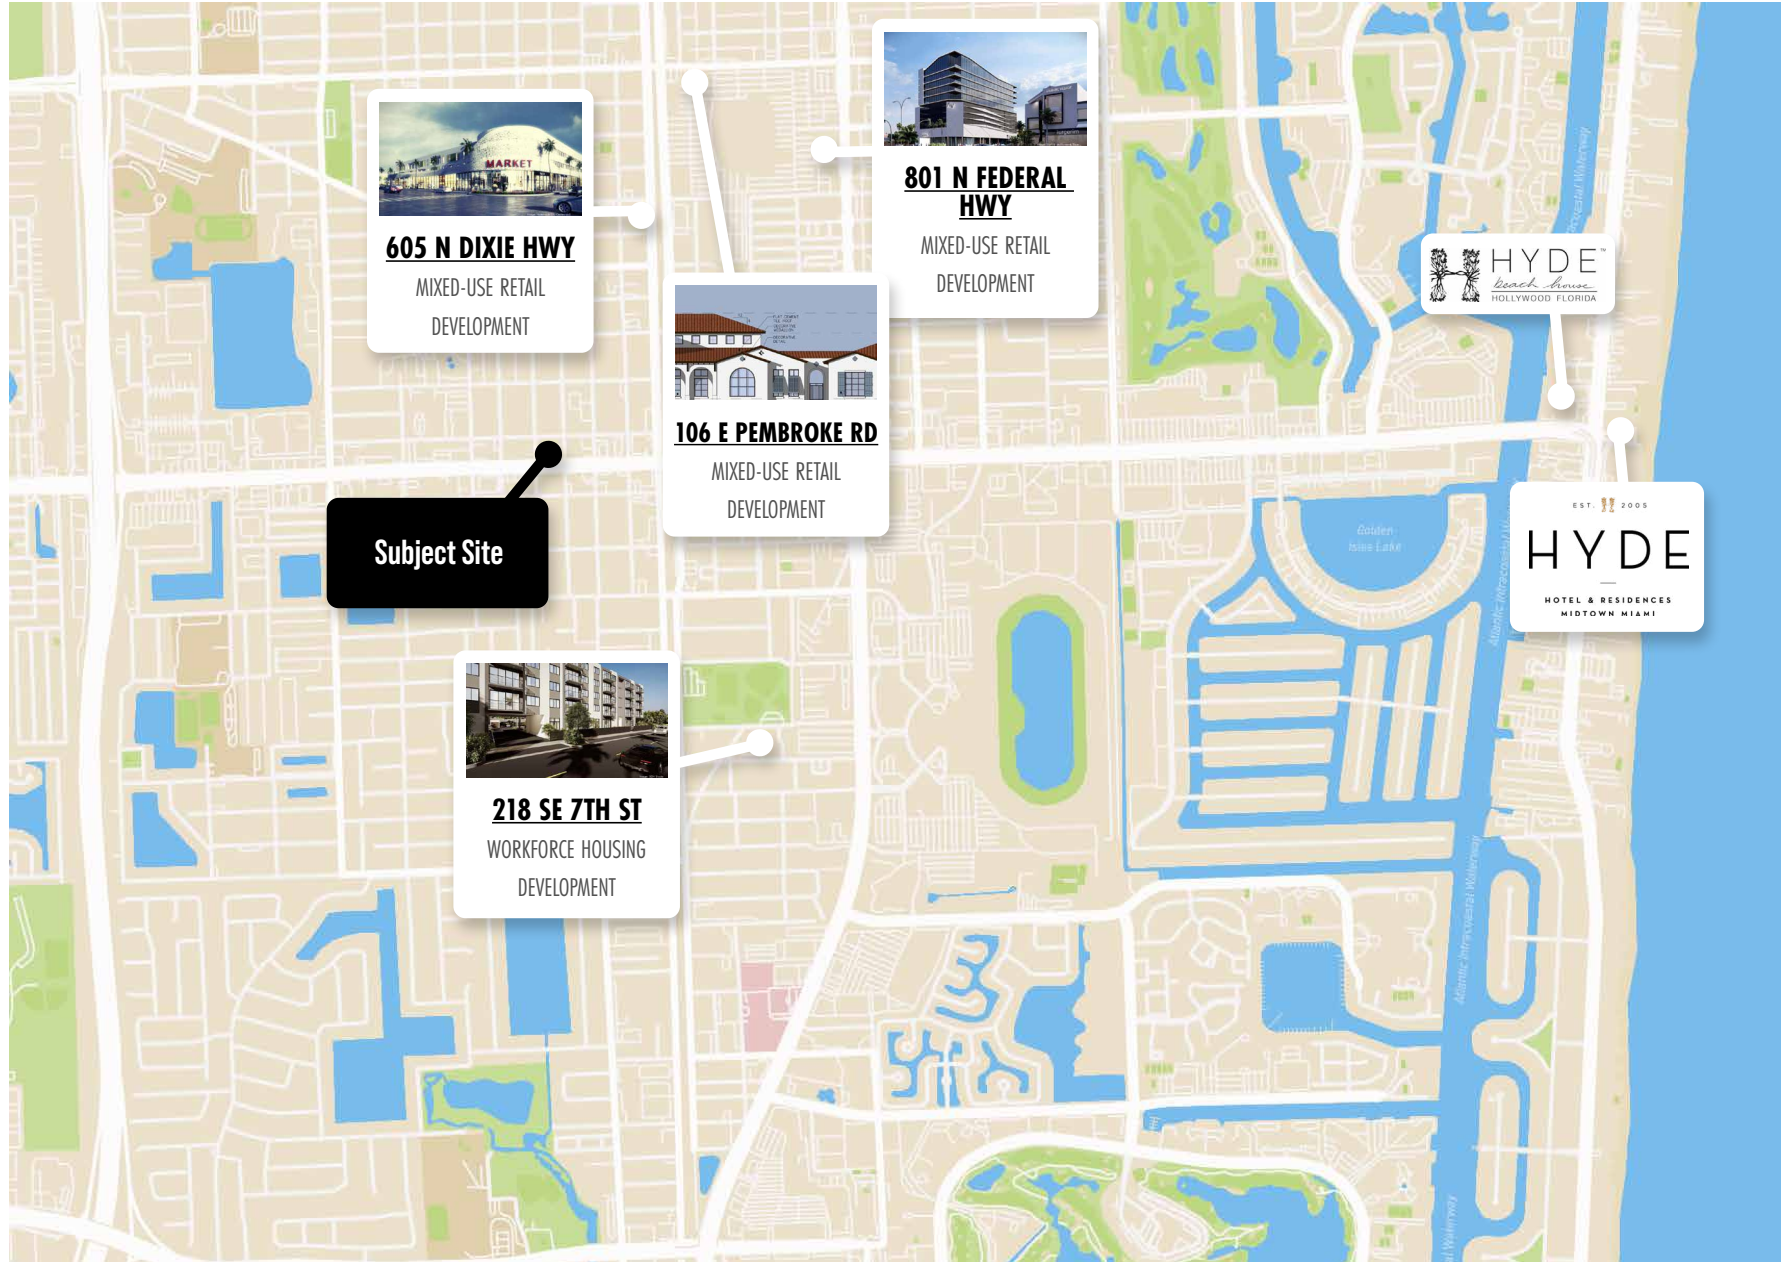 MARKET
605 N DIXIE HWY
MIXED-USE RETAIL
DEVELOPMENT
801 N FEDERAL
HWY
MIXED-USE RETAIL
DEVELOPMENT
106 E PEMBROKE RD
MIXED-USE RETAIL
DEVELOPMENT
HYDE
beach house
HOLLYWOOD FLORIDA
Subject Site
EST. 2005
HYDE
HOTEL & RESIDENCES
MIDTOWN MIAMI
Golden
Isles Lake
218 SE 7TH ST
WORKFORCE HOUSING
DEVELOPMENT
Atlantic Intracoastal Waterway